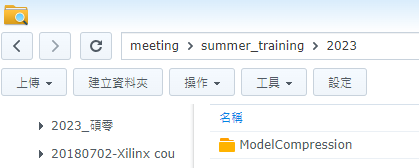 meeting > summer_training > 2023
上傳 建立資料夾 操作 工具 設定
名稱
2023_碩零
ModelCompression
20180702-Xilinx cou